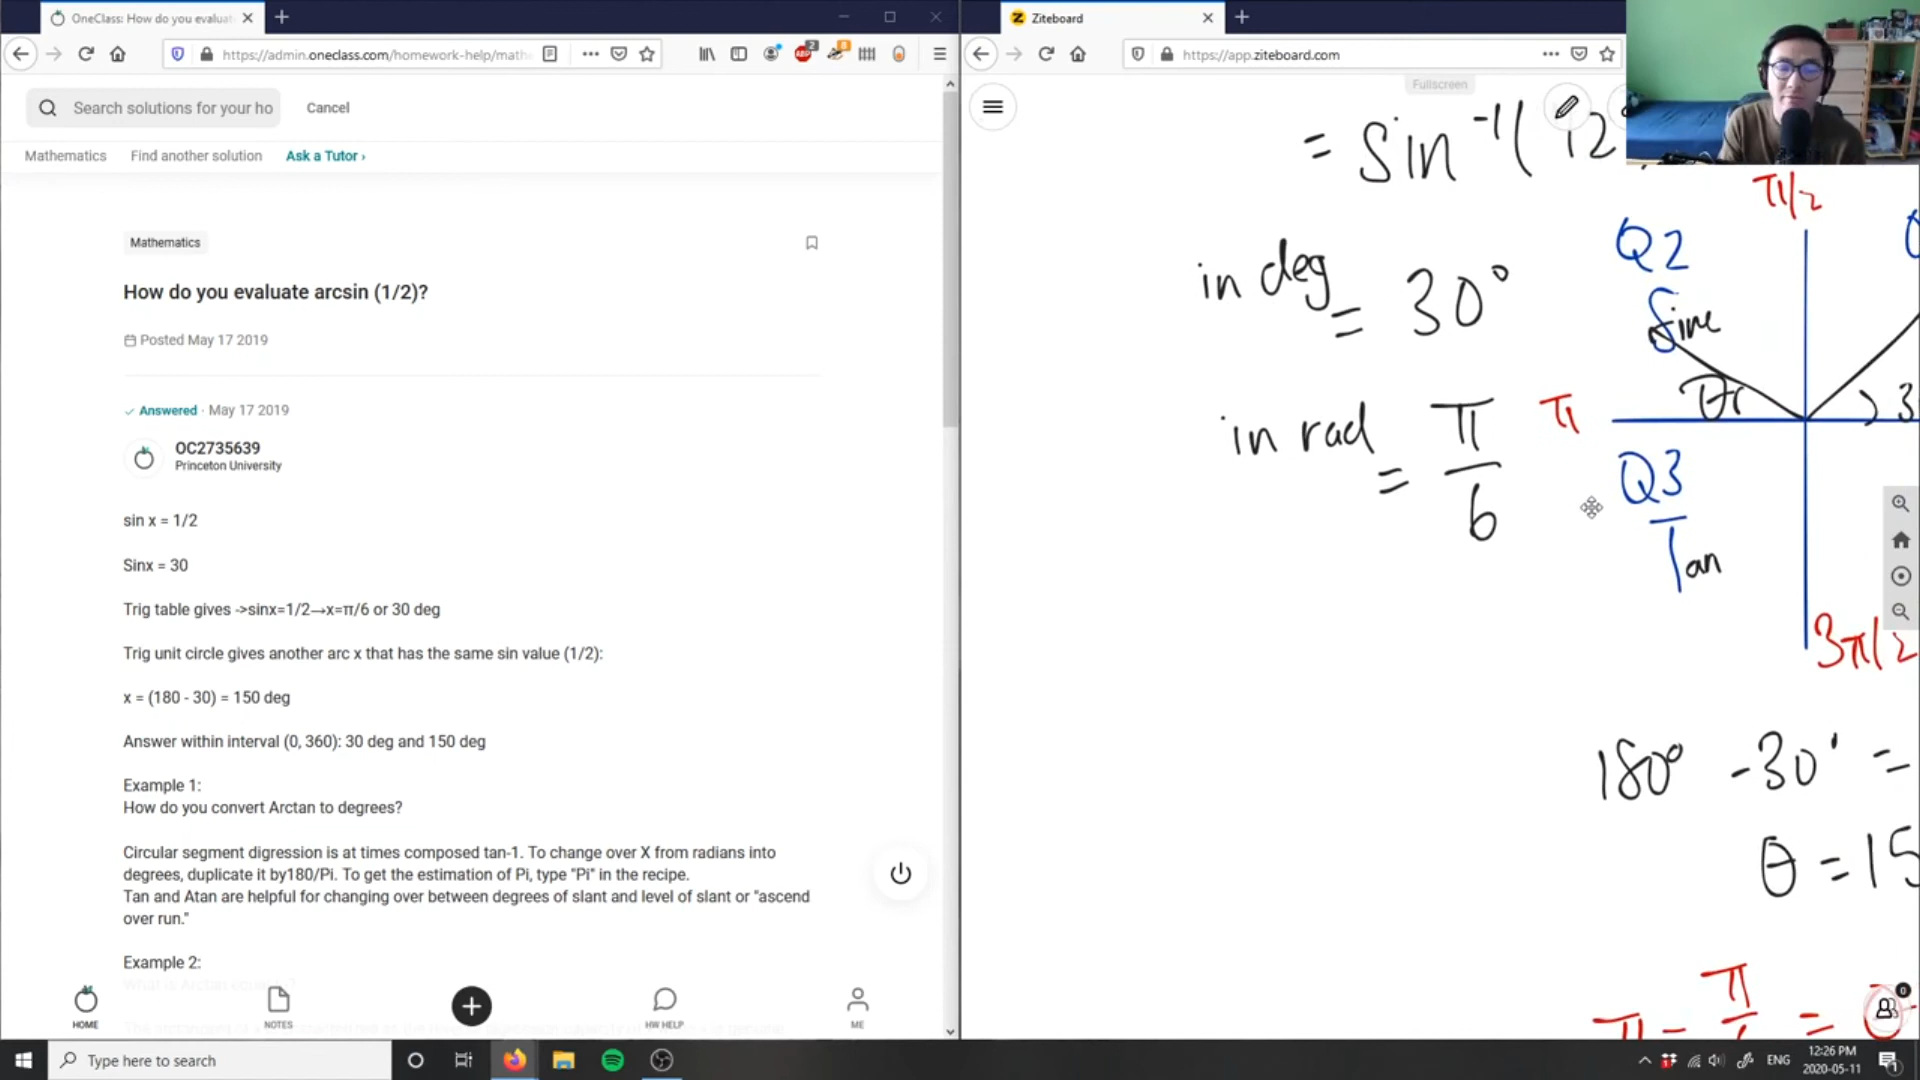 OneClass: How do you evaluat
https://admin.oneclass.com/homework-help/math
2
8
Search solutions for your ho
Cancel
Mathematics
Find another solution
Ask a Tutor ›
Mathematics
How do you evaluate arcsin (1/2)?
Posted May 17 2019
Answered · May 17 2019
OC2735639
Princeton University
sin x = 1/2
Sinx = 30
Trig table gives ->sinx=1/2→x=π/6 or 30 deg
Trig unit circle gives another arc x that has the same sin value (1/2):
x = (180 - 30) = 150 deg
Answer within interval (0, 360): 30 deg and 150 deg
Example 1:
How do you convert Arctan to degrees?
Circular segment digression is at times composed tan-1. To change over X from radians into
degrees, duplicate it by180/Pi. To get the estimation of Pi, type "Pi" in the recipe.
Tan and Atan are helpful for changing over between degrees of slant and level of slant or "ascend
over run."
Example 2:
HOME
NOTES
HW HELP
ME
Ziteboard
https://app.ziteboard.com
Fullscreen
= Sin⁻¹(
π/2
Q2
Sine
in deg = 30°
in rad = π/6
π
θr
3
Q3
Tan
3π/2
180° - 30° =
θ = 15
π - π/ =
0
Type here to search
ENG
12:26 PM
2020-05-11
1